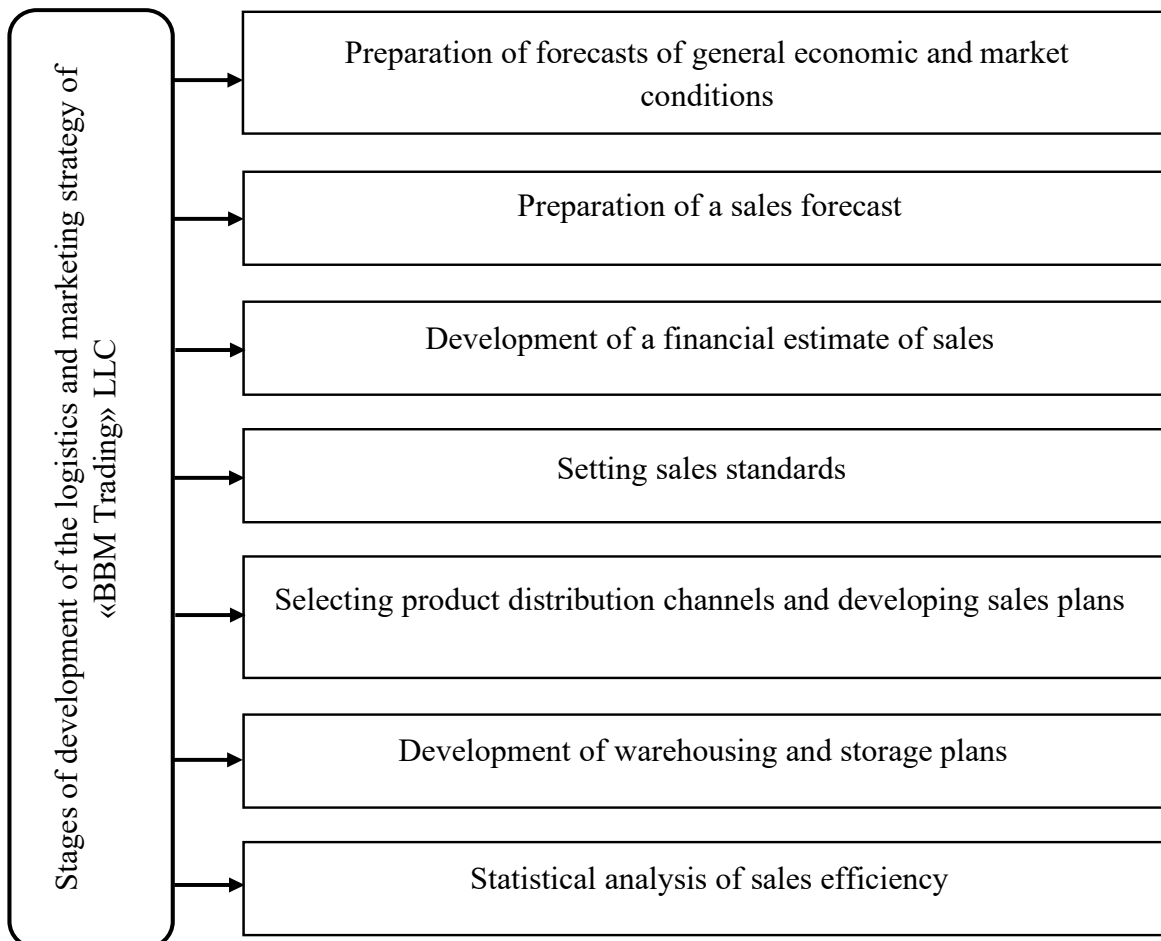 Stages of development of the logistics and marketing strategy of
«BBM Trading» LLC
Preparation of forecasts of general economic and market
conditions
Preparation of a sales forecast
Development of a financial estimate of sales
Setting sales standards
Selecting product distribution channels and developing sales plans
Development of warehousing and storage plans
Statistical analysis of sales efficiency